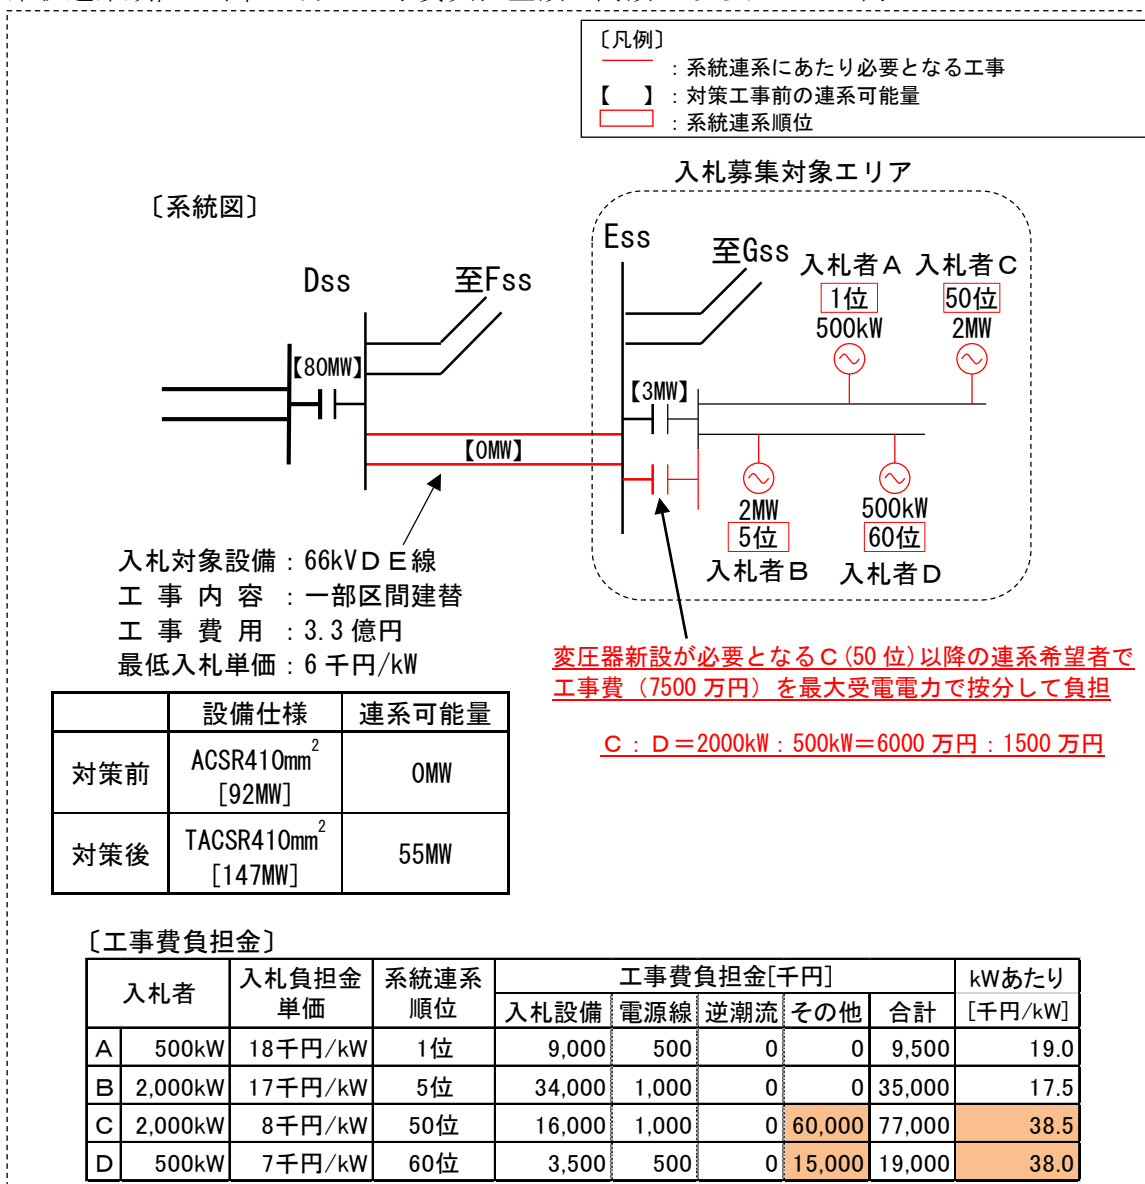 〔凡例〕
：系統連系にあたり必要となる工事
【　】：対策工事前の連系可能量
：系統連系順位
入札募集対象エリア
〔系統図〕
Ess
至Gss
入札者A 入札者C
Dss
至Fss
1位
50位
500kW
2MW
【80MW】
【3MW】
【0MW】
2MW
500kW
5位
60位
入札者B 入札者D
入札対象設備：66kVDE線
工事内容：一部区間建替
工事費用：3.3億円
最低入札単価：6千円/kW
変圧器新設が必要となるC(50位)以降の連系希望者で
工事費（7500万円）を最大受電電力で按分して負担
C：D＝2000kW：500kW＝6000万円：1500万円
設備仕様 連系可能量
対策前 ACSR410mm² [92MW] 0MW
対策後 TACSR410mm² [147MW] 55MW
〔工事費負担金〕
入札者 入札負担金単価 系統連系順位 工事費負担金[千円] kWあたり[千円/kW]
入札設備 電源線 逆潮流 その他 合計
A 500kW 18千円/kW 1位 9,000 500 0 0 9,500 19.0
B 2,000kW 17千円/kW 5位 34,000 1,000 0 0 35,000 17.5
C 2,000kW 8千円/kW 50位 16,000 1,000 0 60,000 77,000 38.5
D 500kW 7千円/kW 60位 3,500 500 0 15,000 19,000 38.0